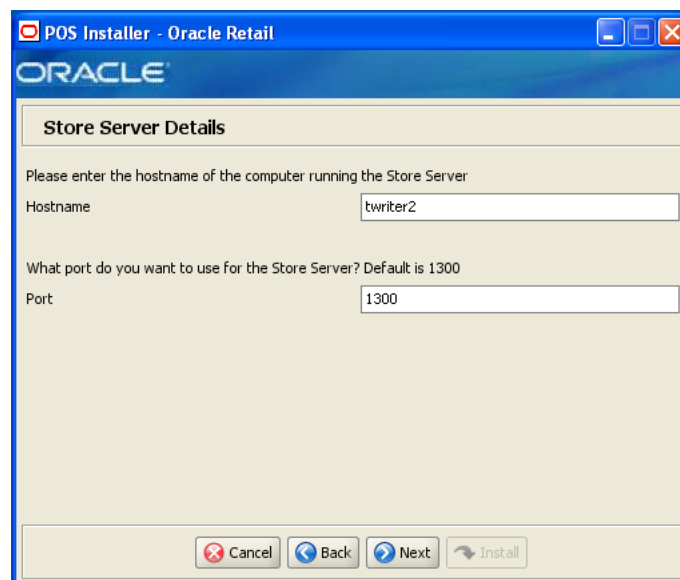 POS Installer - Oracle Retail
ORACLE
Store Server Details
Please enter the hostname of the computer running the Store Server
Hostname twriter2
What port do you want to use for the Store Server? Default is 1300
Port 1300
Cancel Back Next Install